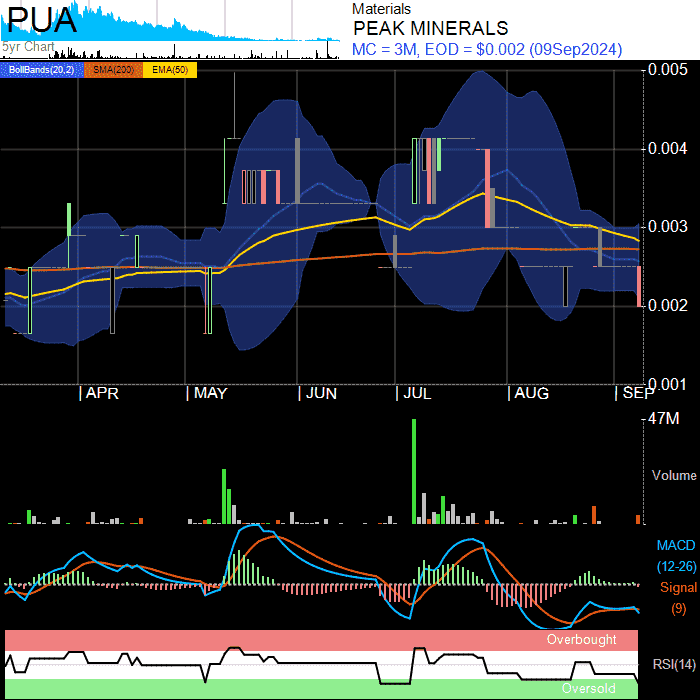 PUA
5yr Chart
Materials
PEAK MINERALS
MC = 3M, EOD = $0.002 (09Sep2024)
BollBands(20,2) SMA(200) EMA(50)
0.005
0.004
0.003
0.002
0.001
APR MAY JUN JUL AUG SEP
47M
Volume
MACD
(12-26)
Signal
(9)
Overbought
RSI(14)
Oversold